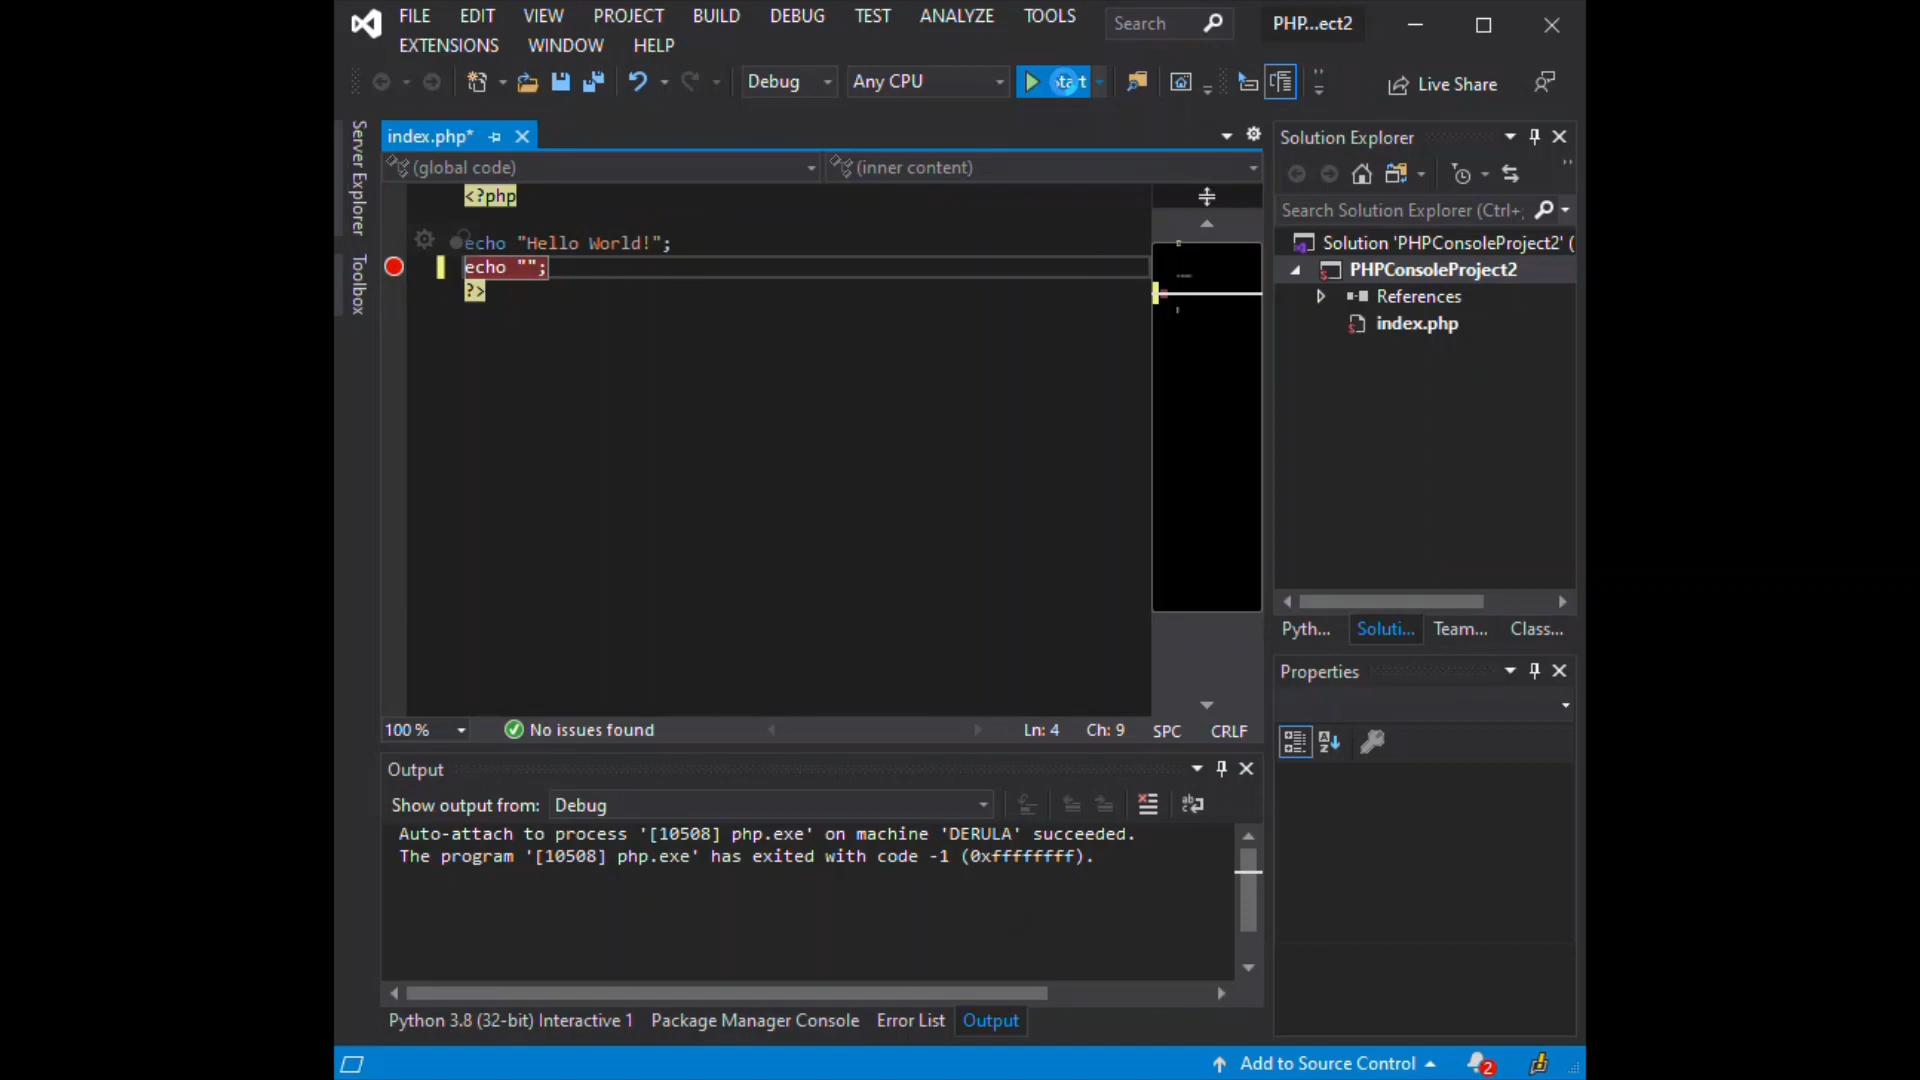 FILE EDIT VIEW PROJECT BUILD DEBUG TEST ANALYZE TOOLS Search PHP...ect2
EXTENSIONS WINDOW HELP
Debug Any CPU Start Live Share
Server Explorer
Toolbox
index.php*
(global code) (inner content)
<?php
echo "Hello World!";
echo "";
?>
100 % No issues found Ln: 4 Ch: 9 SPC CRLF
Solution Explorer
Search Solution Explorer (Ctrl+;
Solution 'PHPConsoleProject2' (
PHPConsoleProject2
References
index.php
Pyth... Soluti... Team... Class...
Properties
Output
Show output from: Debug
Auto-attach to process '[10508] php.exe' on machine 'DERULA' succeeded.
The program '[10508] php.exe' has exited with code -1 (0xffffffff).
Python 3.8 (32-bit) Interactive 1 Package Manager Console Error List Output
Add to Source Control 2